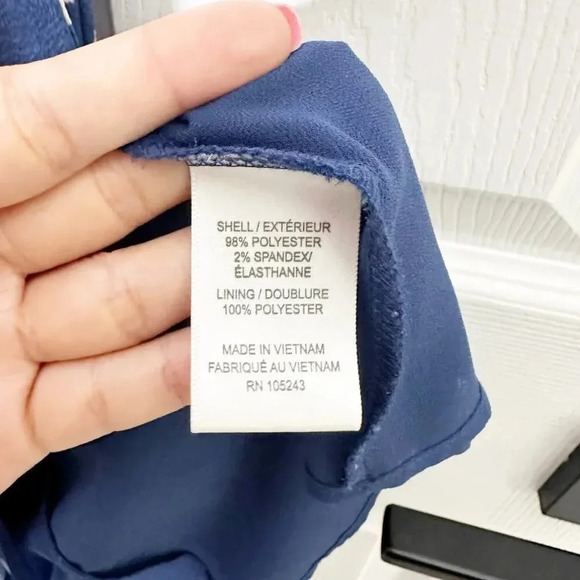 SHELL / EXTÉRIEUR
98% POLYESTER
2% SPANDEX/
ÉLASTHANNE
LINING / DOUBLURE
100% POLYESTER
MADE IN VIETNAM
FABRIQUÉ AU VIETNAM
RN 105243